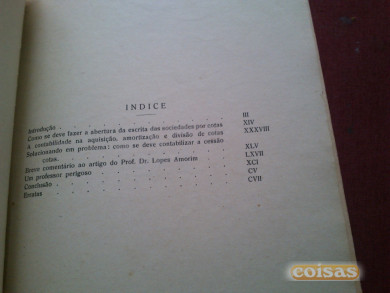 INDICE
Introdução III
Como se deve fazer a abertura da escrita das sociedades por cotas XIV
A contabilidade na aquisição, amortização e divisão de cotas XXXVIII
Solucionando um problema: como se deve contabilizar a cessão
cotas. XLV
Breve comentário ao artigo do Prof. Dr. Lopes Amorim LXVII
Um professor perigoso XCI
Conclusão CV
Erratas CVII
coisas